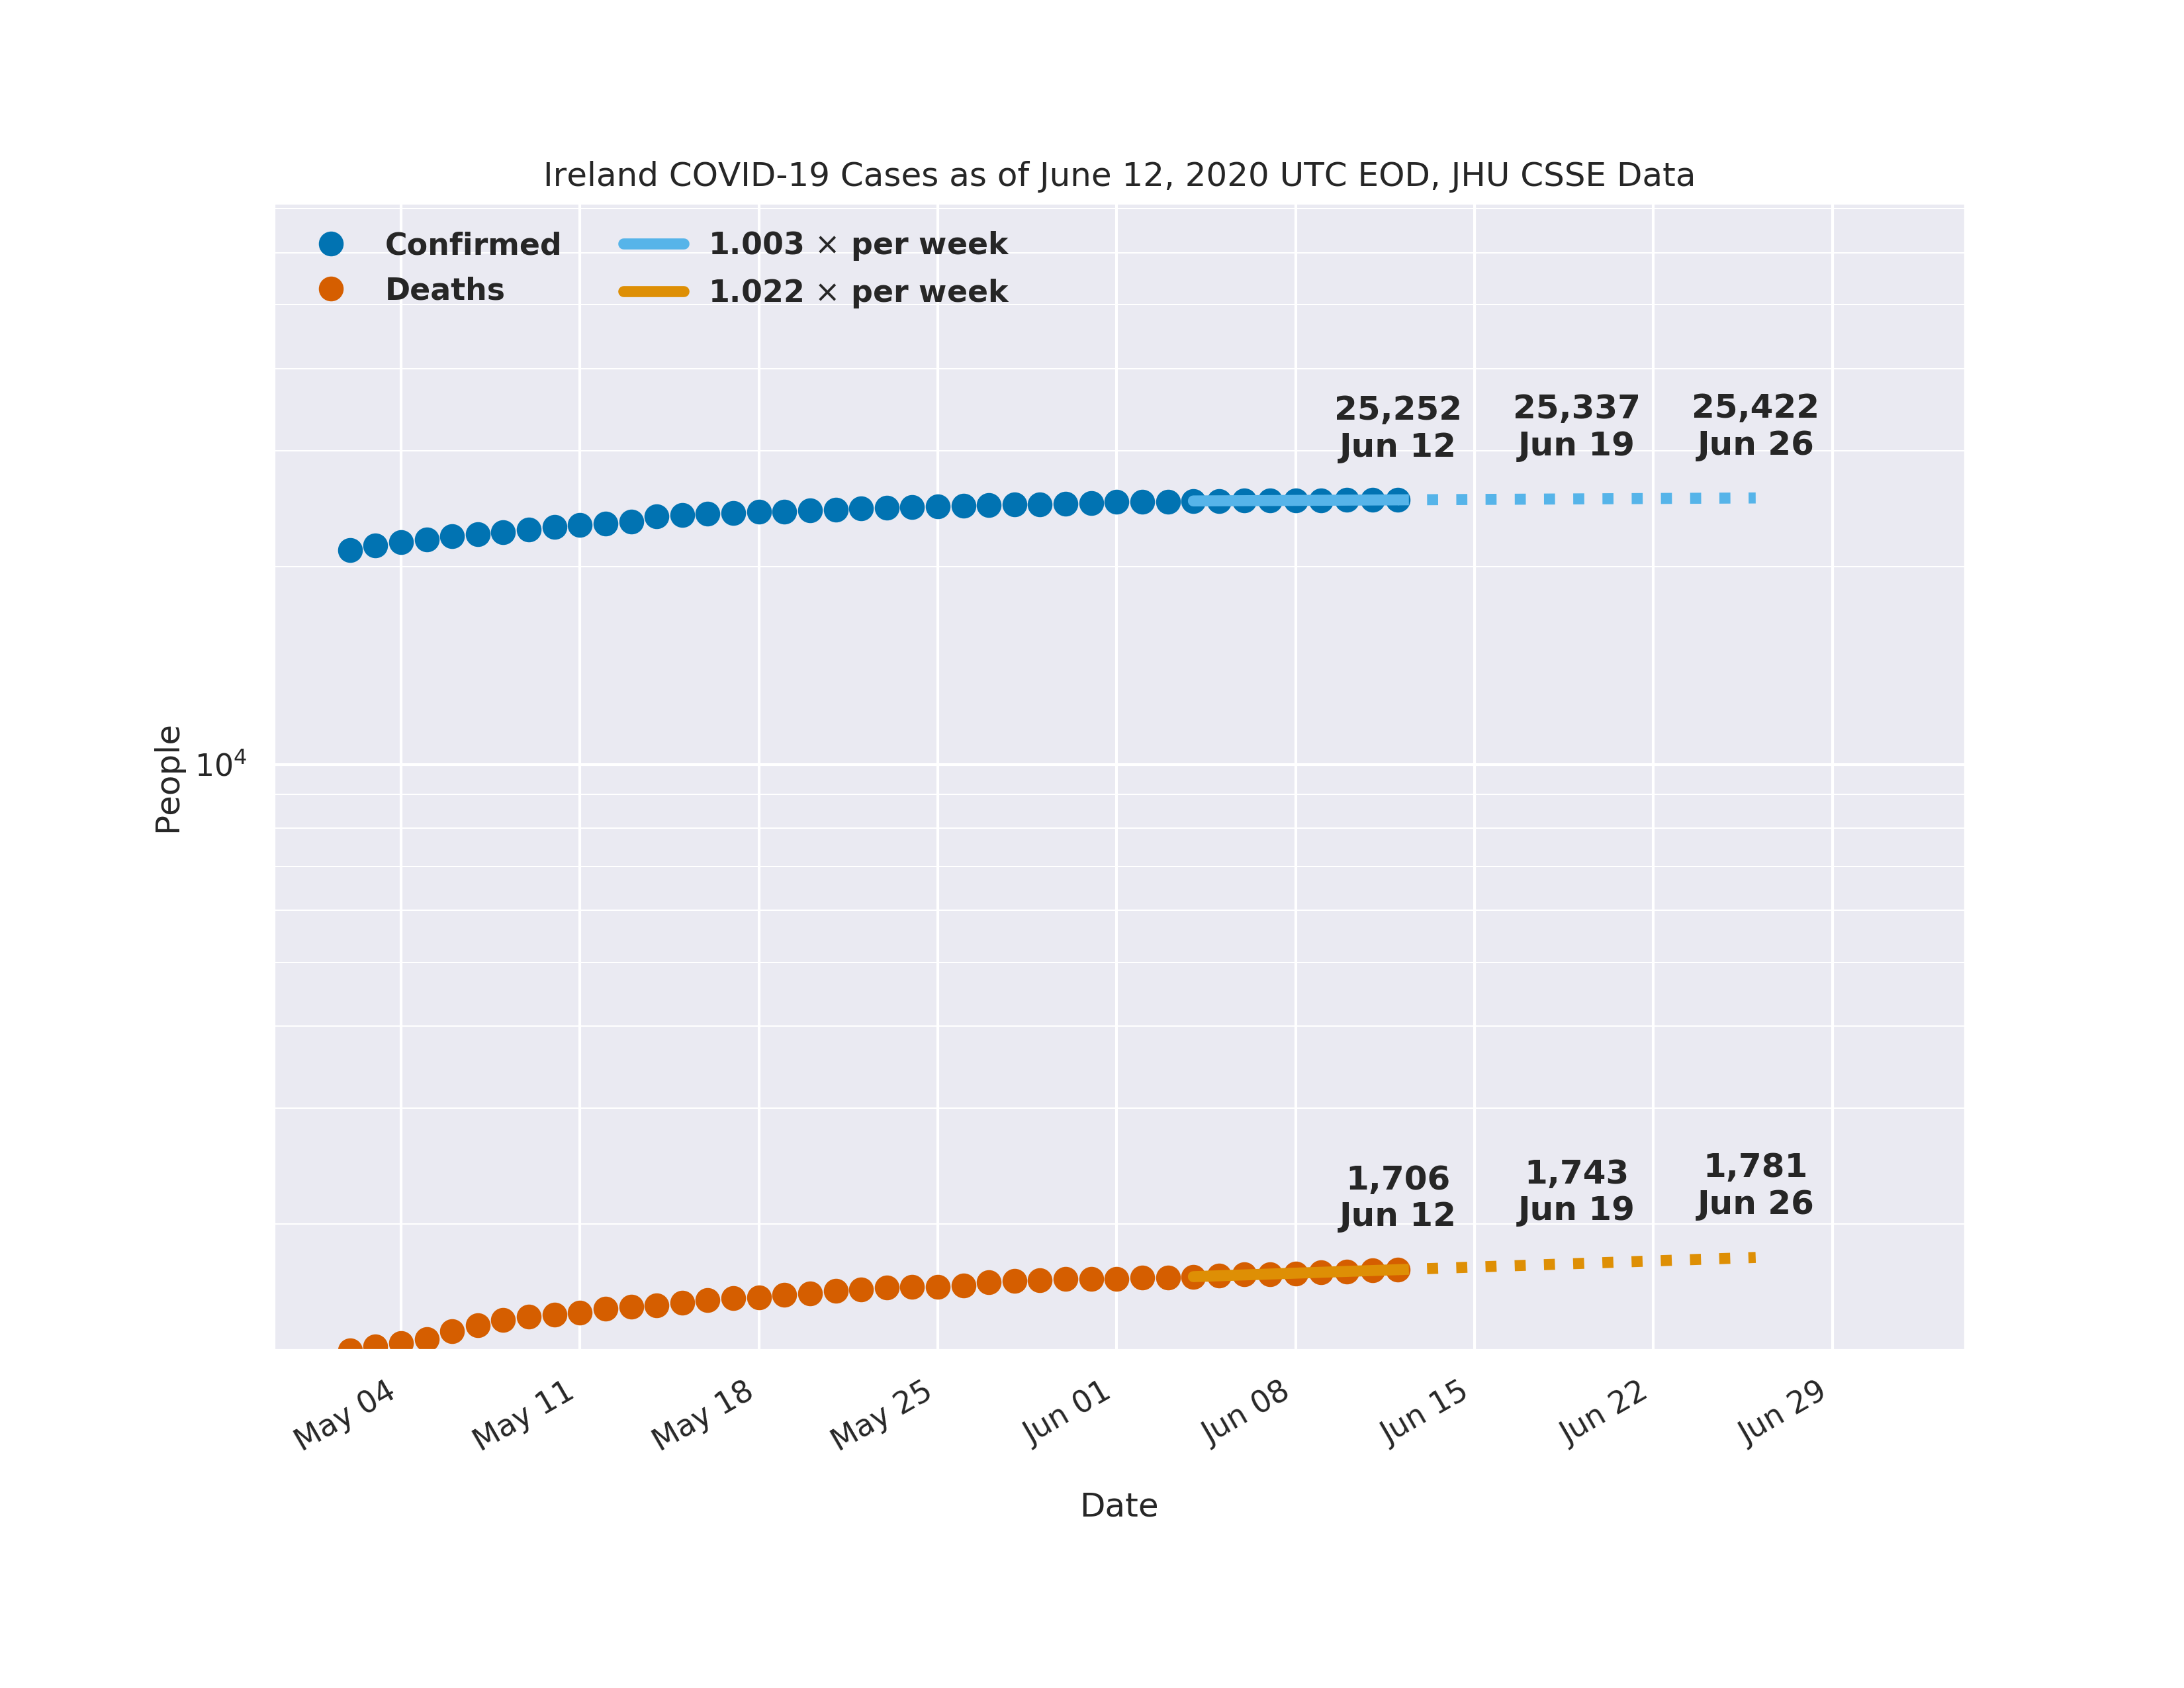 Ireland COVID-19 Cases as of June 12, 2020 UTC EOD, JHU CSSE Data
Confirmed
Deaths
1.003 × per week
1.022 × per week
25,252
Jun 12
25,337
Jun 19
25,422
Jun 26
People
10⁴
1,706
Jun 12
1,743
Jun 19
1,781
Jun 26
May 04
May 11
May 18
May 25
Jun 01
Jun 08
Jun 15
Jun 22
Jun 29
Date